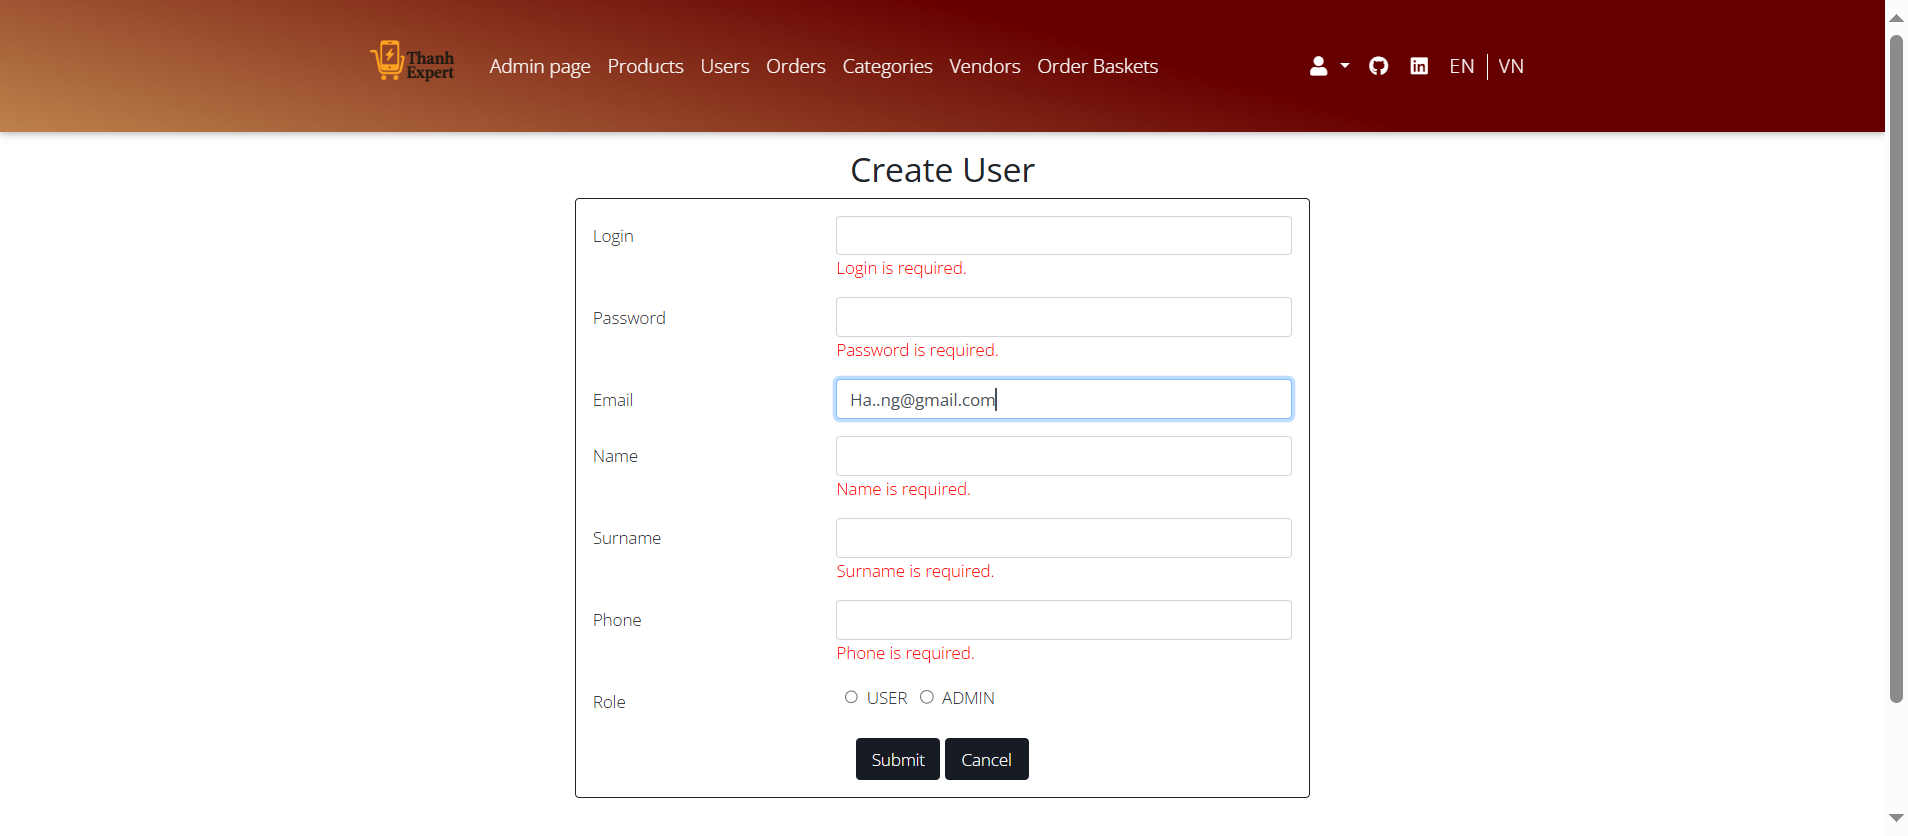 Thanh
Expert
Admin page Products Users Orders Categories Vendors Order Baskets EN VN
Create User
Login
Login is required.
Password
Password is required.
Email Ha..ng@gmail.com
Name
Name is required.
Surname
Surname is required.
Phone
Phone is required.
Role USER ADMIN
Submit Cancel